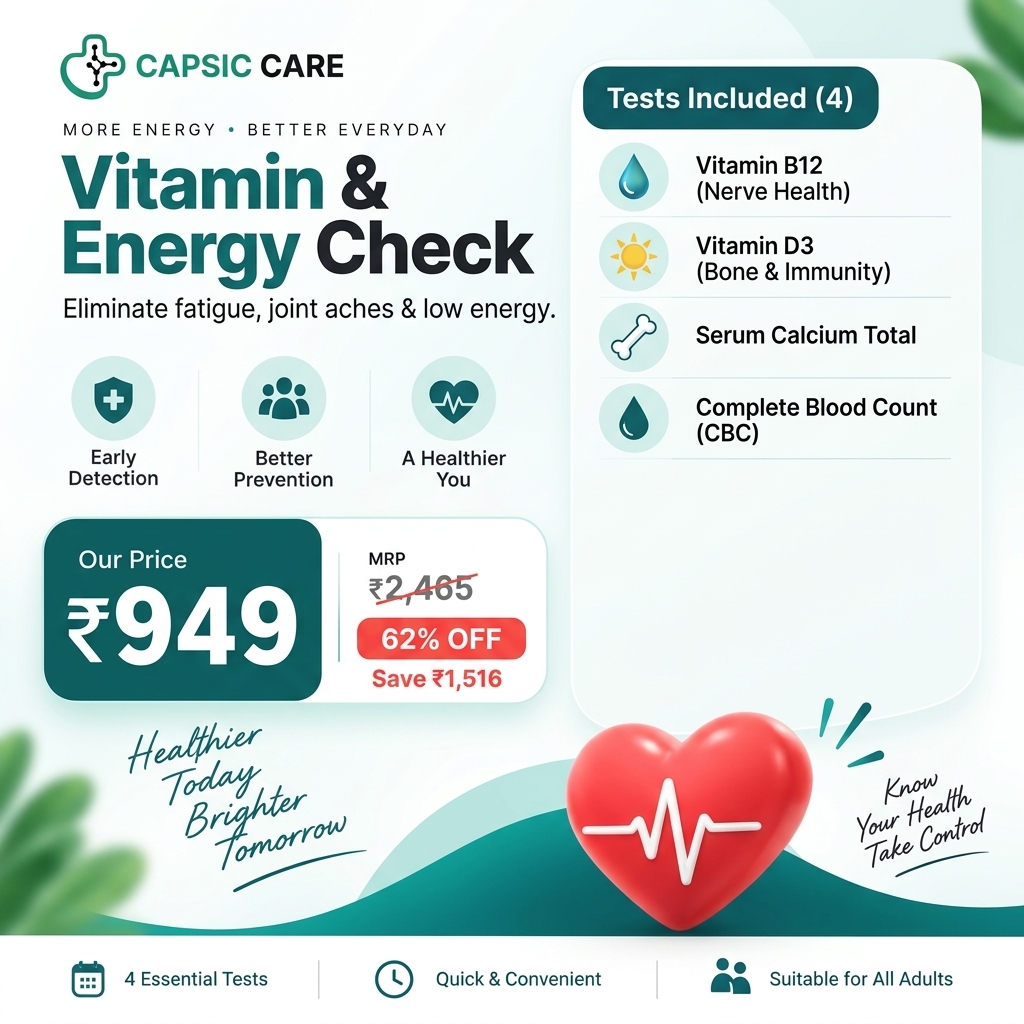 CAPSIC CARE
MORE ENERGY • BETTER EVERYDAY
Vitamin &
Energy Check
Eliminate fatigue, joint aches & low energy.
Early
Detection
Better
Prevention
A Healthier
You
Our Price
₹949
MRP
₹2,465
62% OFF
Save ₹1,516
Healthier
Today
Brighter
Tomorrow
Tests Included (4)
Vitamin B12
(Nerve Health)
Vitamin D3
(Bone & Immunity)
Serum Calcium Total
Complete Blood Count
(CBC)
Know
Your Health
Take Control
4 Essential Tests
Quick & Convenient
Suitable for All Adults